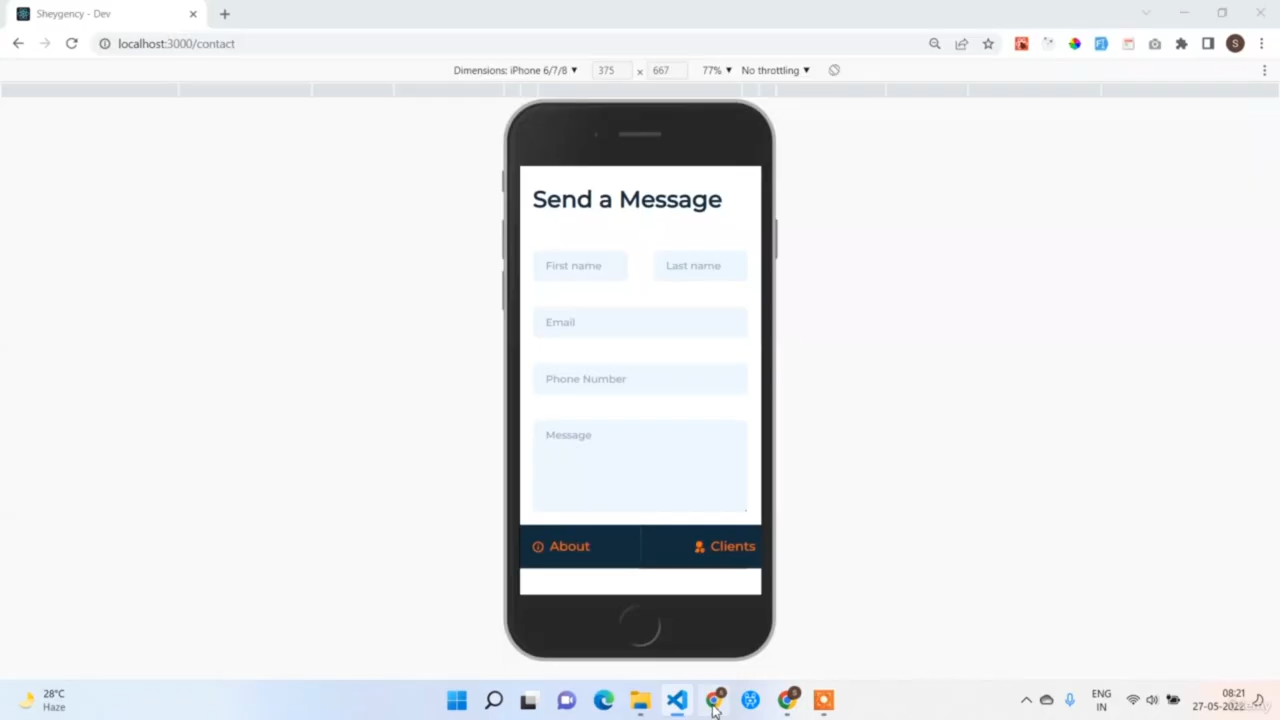 Sheygency - Dev
localhost:3000/contact
S
Dimensions: iPhone 6/7/8 ▼ 375 x 667 77% ▼ No throttling ▼
Send a Message
First name Last name
Email
Phone Number
Message
About Clients
28°C
Haze
ENG
IN
08:21
27-05-2022